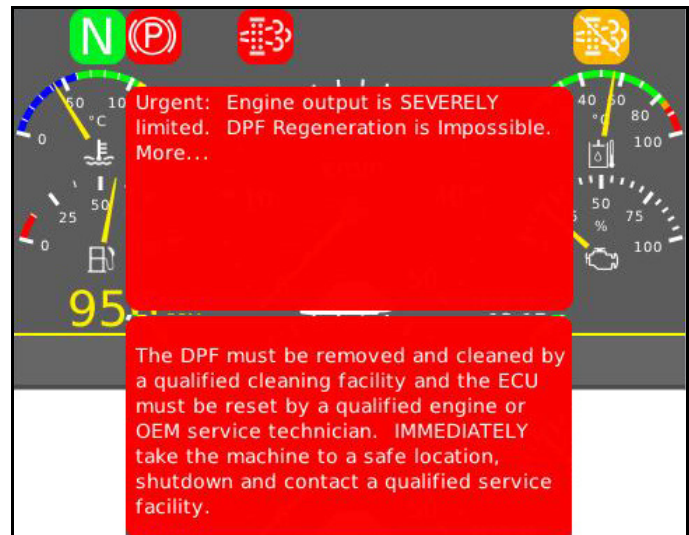 N (P)
50 10
°C
0
40 60
°
80
100
Urgent: Engine output is SEVERELY
limited. DPF Regeneration is Impossible.
More...
0
25
50
50
75
%
100
95
The DPF must be removed and cleaned by
a qualified cleaning facility and the ECU
must be reset by a qualified engine or
OEM service technician. IMMEDIATELY
take the machine to a safe location,
shutdown and contact a qualified service
facility.